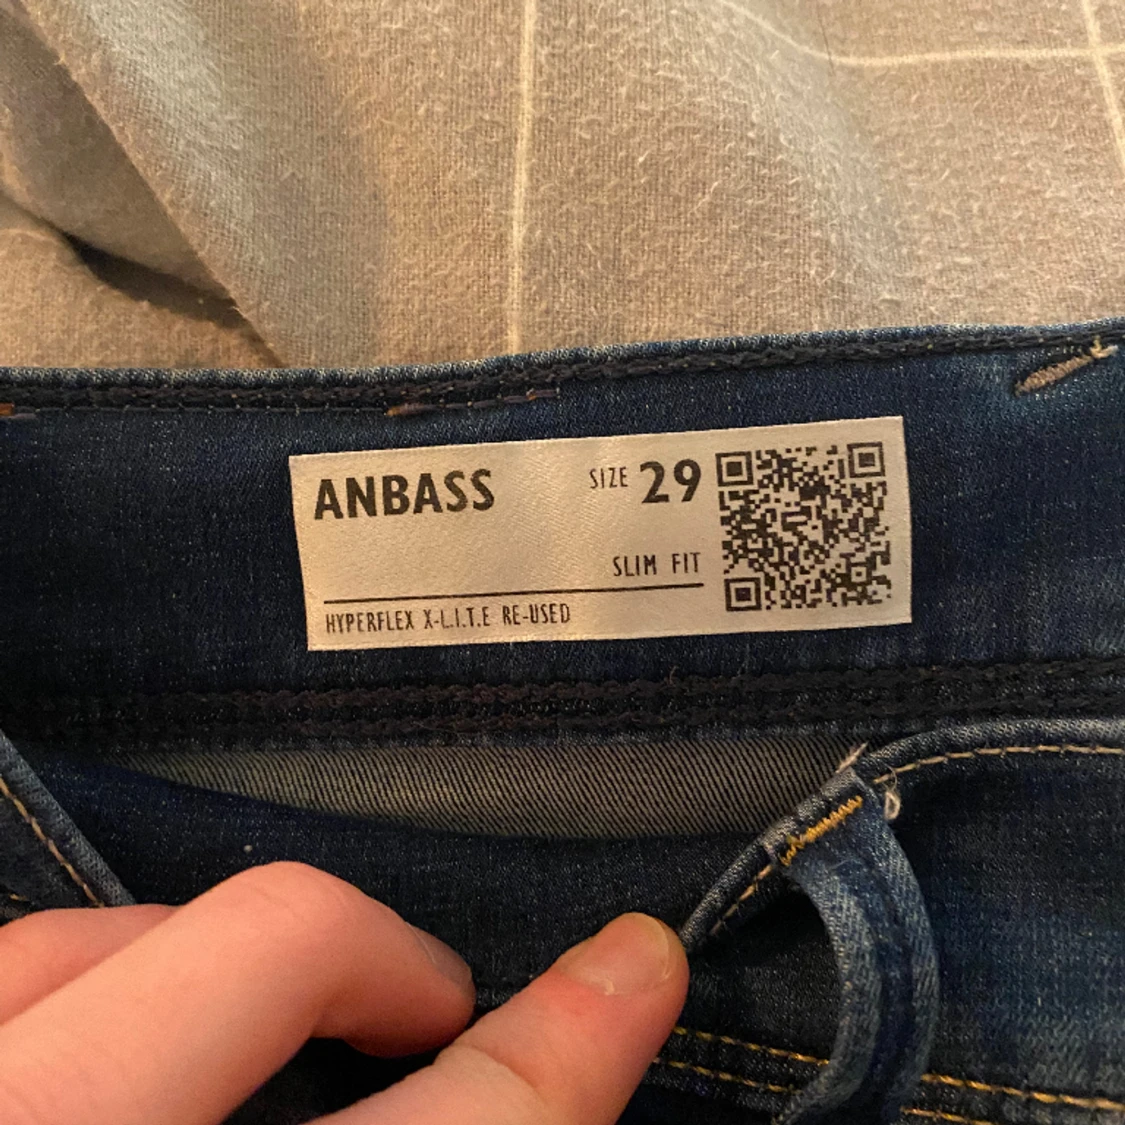 ANBASS
SIZE 29
SLIM FIT
HYPERFLEX X-L.I.T.E RE-USED